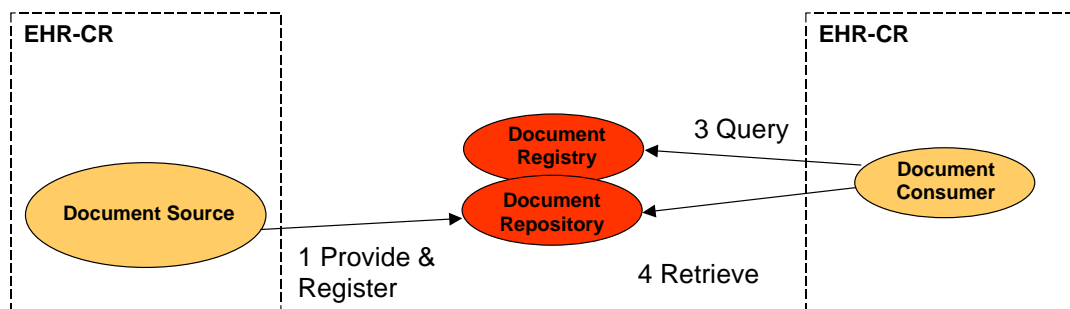 EHR-CR
EHR-CR
Document
Registry
3 Query
Document
Consumer
Document Source
Document
Repository
1 Provide &
Register
4 Retrieve